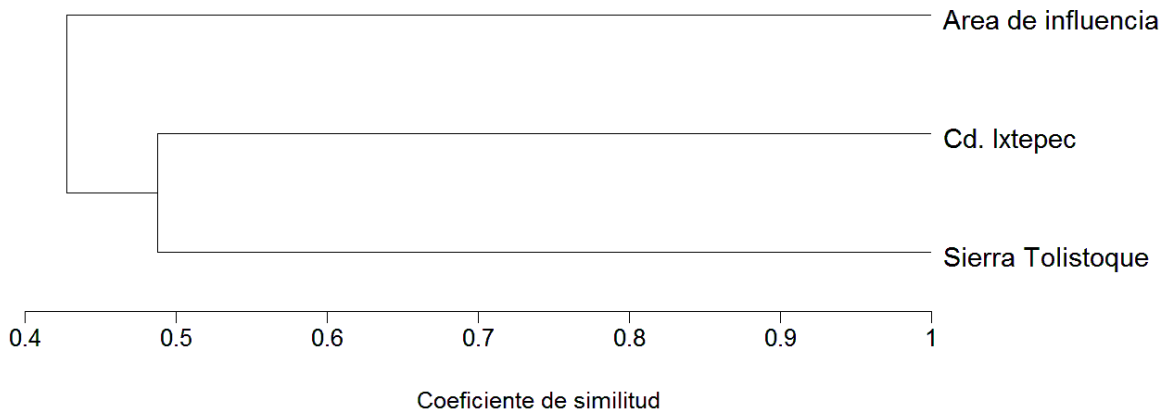 Area de influencia
Cd. Ixtepec
Sierra Tolistoque
0.4 0.5 0.6 0.7 0.8 0.9 1
Coeficiente de similitud